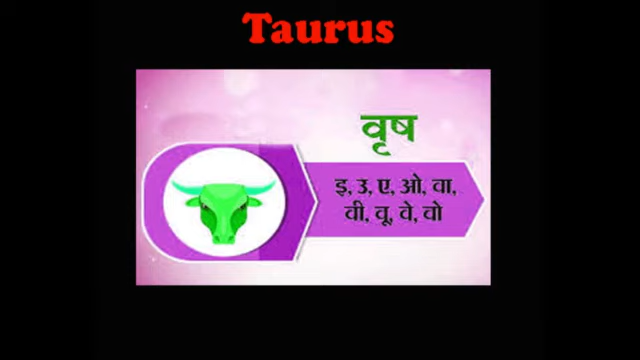 Taurus
वृष
इ, उ, ए, ओ, वा,
वी, वू, वे, वो